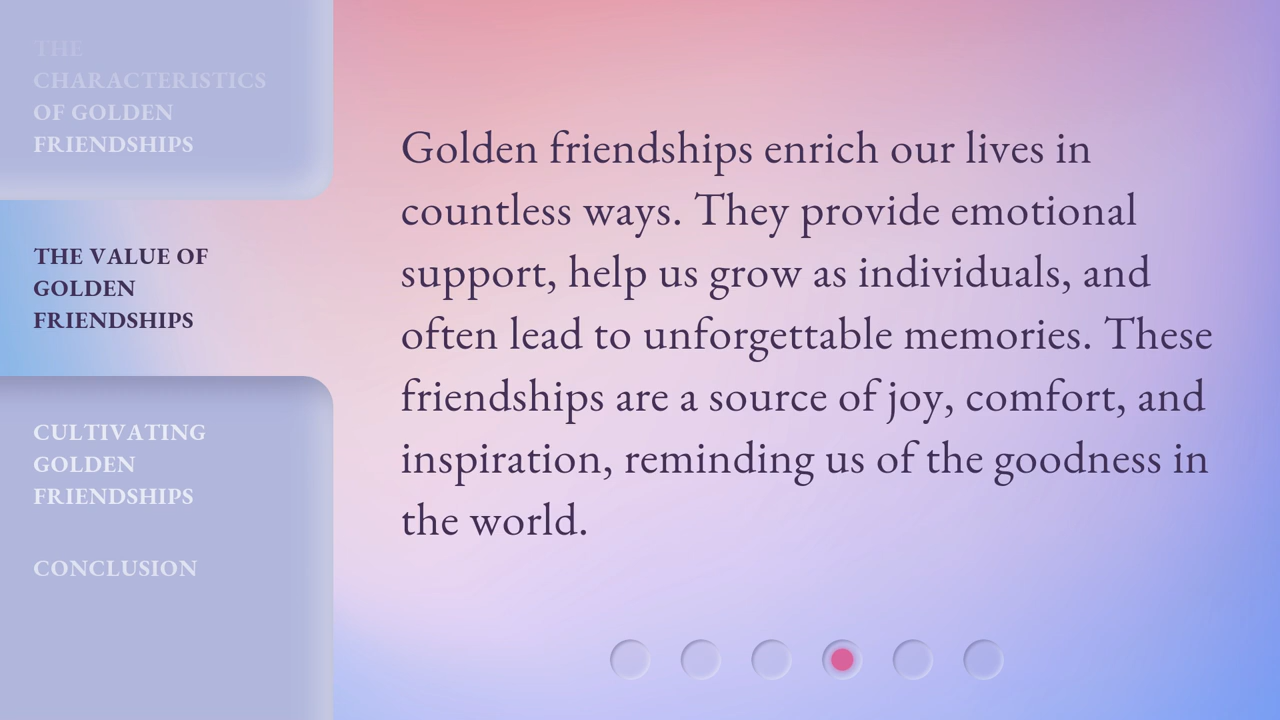 THE
CHARACTERISTICS
OF GOLDEN
FRIENDSHIPS
THE VALUE OF
GOLDEN
FRIENDSHIPS
CULTIVATING
GOLDEN
FRIENDSHIPS
CONCLUSION
Golden friendships enrich our lives in
countless ways. They provide emotional
support, help us grow as individuals, and
often lead to unforgettable memories. These
friendships are a source of joy, comfort, and
inspiration, reminding us of the goodness in
the world.